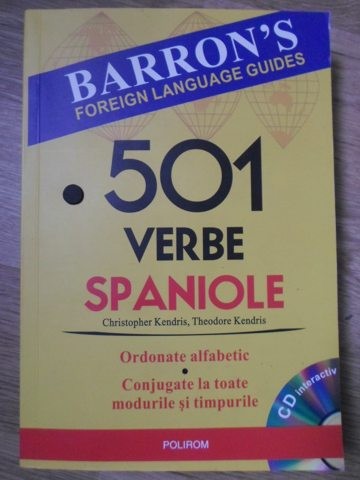 BARRON'S
FOREIGN LANGUAGE GUIDES
• 501
VERBE
SPANIOLE
Christopher Kendris, Theodore Kendris
Ordonate alfabetic
•
Conjugate la toate
modurile și timpurile
CD interactiv
POLIROM